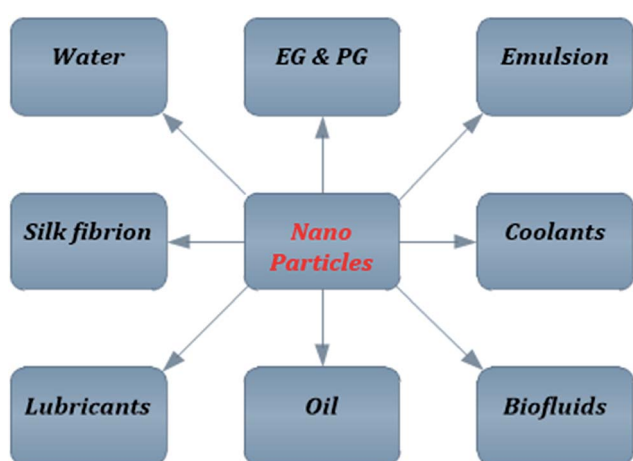 Water
EG & PG
Emulsion
Silk fibrion
Nano
Particles
Coolants
Lubricants
Oil
Biofluids